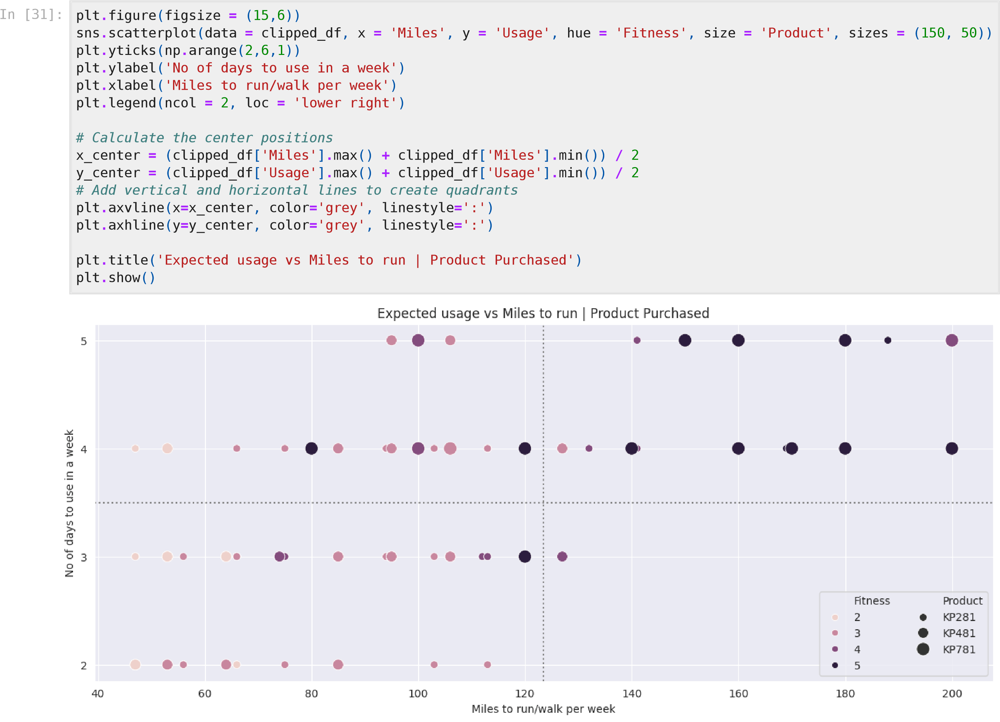 In [31]:
plt.figure(figsize = (15,6))
sns.scatterplot(data = clipped_df, x = 'Miles', y = 'Usage', hue = 'Fitness', size = 'Product', sizes = (150, 50))
plt.yticks(np.arange(2,6,1))
plt.ylabel('No of days to use in a week')
plt.xlabel('Miles to run/walk per week')
plt.legend(ncol = 2, loc = 'lower right')

# Calculate the center positions
x_center = (clipped_df['Miles'].max() + clipped_df['Miles'].min()) / 2
y_center = (clipped_df['Usage'].max() + clipped_df['Usage'].min()) / 2
# Add vertical and horizontal lines to create quadrants
plt.axvline(x=x_center, color='grey', linestyle=':')
plt.axhline(y=y_center, color='grey', linestyle=':')

plt.title('Expected usage vs Miles to run | Product Purchased')
plt.show()
Expected usage vs Miles to run | Product Purchased
No of days to use in a week
5
4
3
2
Fitness
2
3
4
5
Product
KP281
KP481
KP781
40 60 80 100 120 140 160 180 200
Miles to run/walk per week